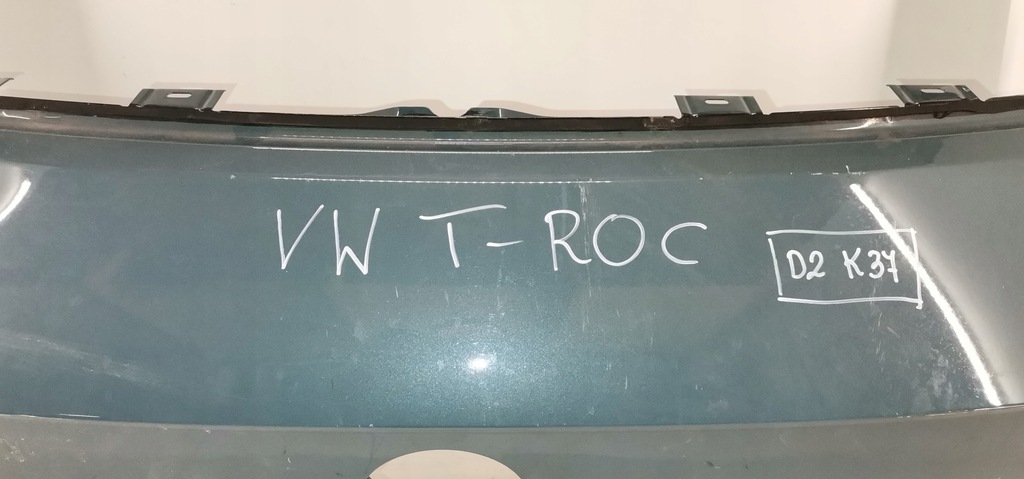 VW T-ROC
D2 K37